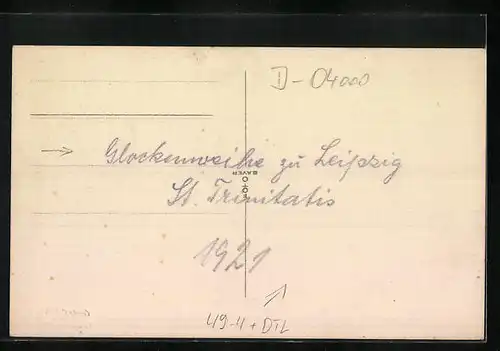 D-04000
Glockenweihe zu Leipzig
St. Trinitatis
1921
49-4 + DTL